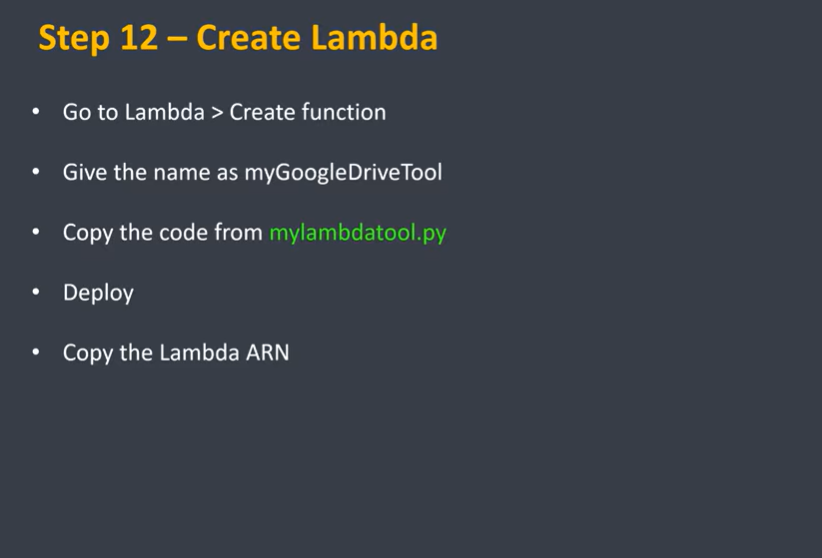 Step 12 – Create Lambda
• Go to Lambda > Create function
• Give the name as myGoogleDriveTool
• Copy the code from mylambdatool.py
• Deploy
• Copy the Lambda ARN